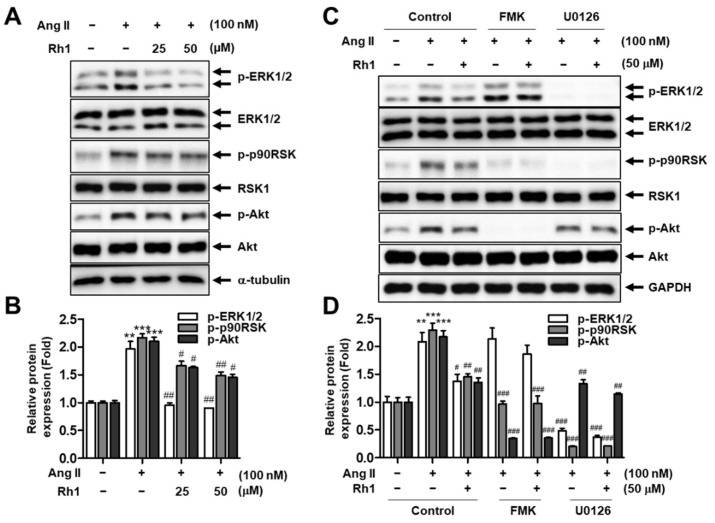 A
Ang II − + + + (100 nM)
Rh1 − − 25 50 (μM)
p-ERK1/2
ERK1/2
p-p90RSK
RSK1
p-Akt
Akt
α-tubulin
B
p-ERK1/2
p-p90RSK
p-Akt
Relative protein
expression (Fold)
2.5
2.0
1.5
1.0
0.5
0.0
** *** ***
## # #
## ## #
Ang II − + + + (100 nM)
Rh1 − − 25 50 (μM)
C
Control FMK U0126
Ang II − + + + + + + (100 nM)
Rh1 − − + − + − + (50 μM)
p-ERK1/2
ERK1/2
p-p90RSK
RSK1
p-Akt
Akt
GAPDH
D
p-ERK1/2
p-p90RSK
p-Akt
Relative protein
expression (Fold)
2.5
2.0
1.5
1.0
0.5
0.0
** *** ***
# ## #
### ###
### ###
### ### ##
### ### ##
Ang II − + + + + + + (100 nM)
Rh1 − − + − + − + (50 μM)
Control FMK U0126